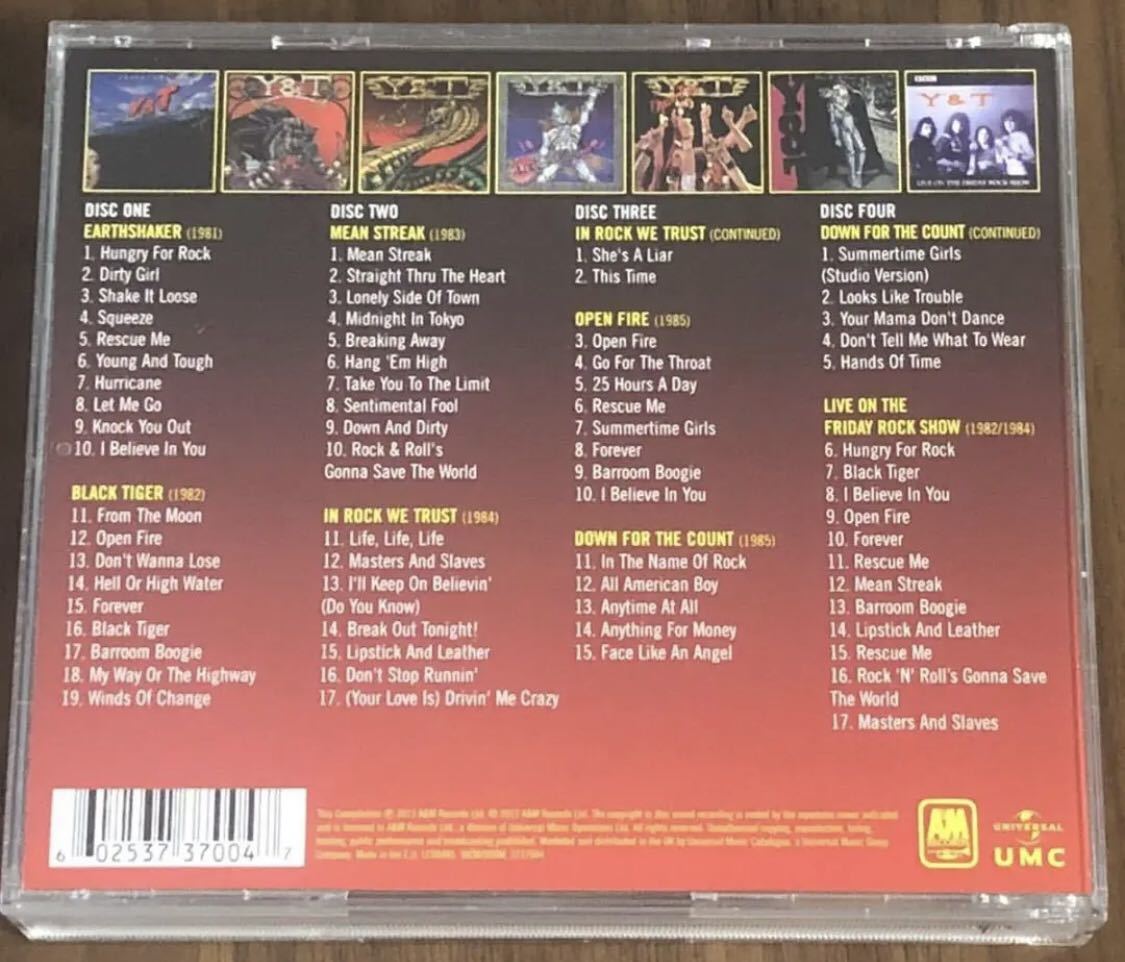 Y&T
Y&T
Y&T
Y&T
Y&T
Y&T
Y&T
LIVE ON THE FRIDAY ROCK SHOW
DISC ONE
EARTHSHAKER (1981)
1. Hungry For Rock
2. Dirty Girl
3. Shake It Loose
4. Squeeze
5. Rescue Me
6. Young And Tough
7. Hurricane
8. Let Me Go
9. Knock You Out
10. I Believe In You
BLACK TIGER (1982)
11. From The Moon
12. Open Fire
13. Don't Wanna Lose
14. Hell Or High Water
15. Forever
16. Black Tiger
17. Barroom Boogie
18. My Way Or The Highway
19. Winds Of Change
DISC TWO
MEAN STREAK (1983)
1. Mean Streak
2. Straight Thru The Heart
3. Lonely Side Of Town
4. Midnight In Tokyo
5. Breaking Away
6. Hang 'Em High
7. Take You To The Limit
8. Sentimental Fool
9. Down And Dirty
10. Rock & Roll's
Gonna Save The World
IN ROCK WE TRUST (1984)
11. Life, Life, Life
12. Masters And Slaves
13. I'll Keep On Believin'
(Do You Know)
14. Break Out Tonight!
15. Lipstick And Leather
16. Don't Stop Runnin'
17. (Your Love Is) Drivin' Me Crazy
DISC THREE
IN ROCK WE TRUST (CONTINUED)
1. She's A Liar
2. This Time
OPEN FIRE (1985)
3. Open Fire
4. Go For The Throat
5. 25 Hours A Day
6. Rescue Me
7. Summertime Girls
8. Forever
9. Barroom Boogie
10. I Believe In You
DOWN FOR THE COUNT (1985)
11. In The Name Of Rock
12. All American Boy
13. Anytime At All
14. Anything For Money
15. Face Like An Angel
DISC FOUR
DOWN FOR THE COUNT (CONTINUED)
1. Summertime Girls
(Studio Version)
2. Looks Like Trouble
3. Your Mama Don't Dance
4. Don't Tell Me What To Wear
5. Hands Of Time
LIVE ON THE
FRIDAY ROCK SHOW (1982/1984)
6. Hungry For Rock
7. Black Tiger
8. I Believe In You
9. Open Fire
10. Forever
11. Rescue Me
12. Mean Streak
13. Barroom Boogie
14. Lipstick And Leather
15. Rescue Me
16. Rock 'N' Roll's Gonna Save
The World
17. Masters And Slaves
6 02537 37004 7
A&M
UNIVERSAL
UMC